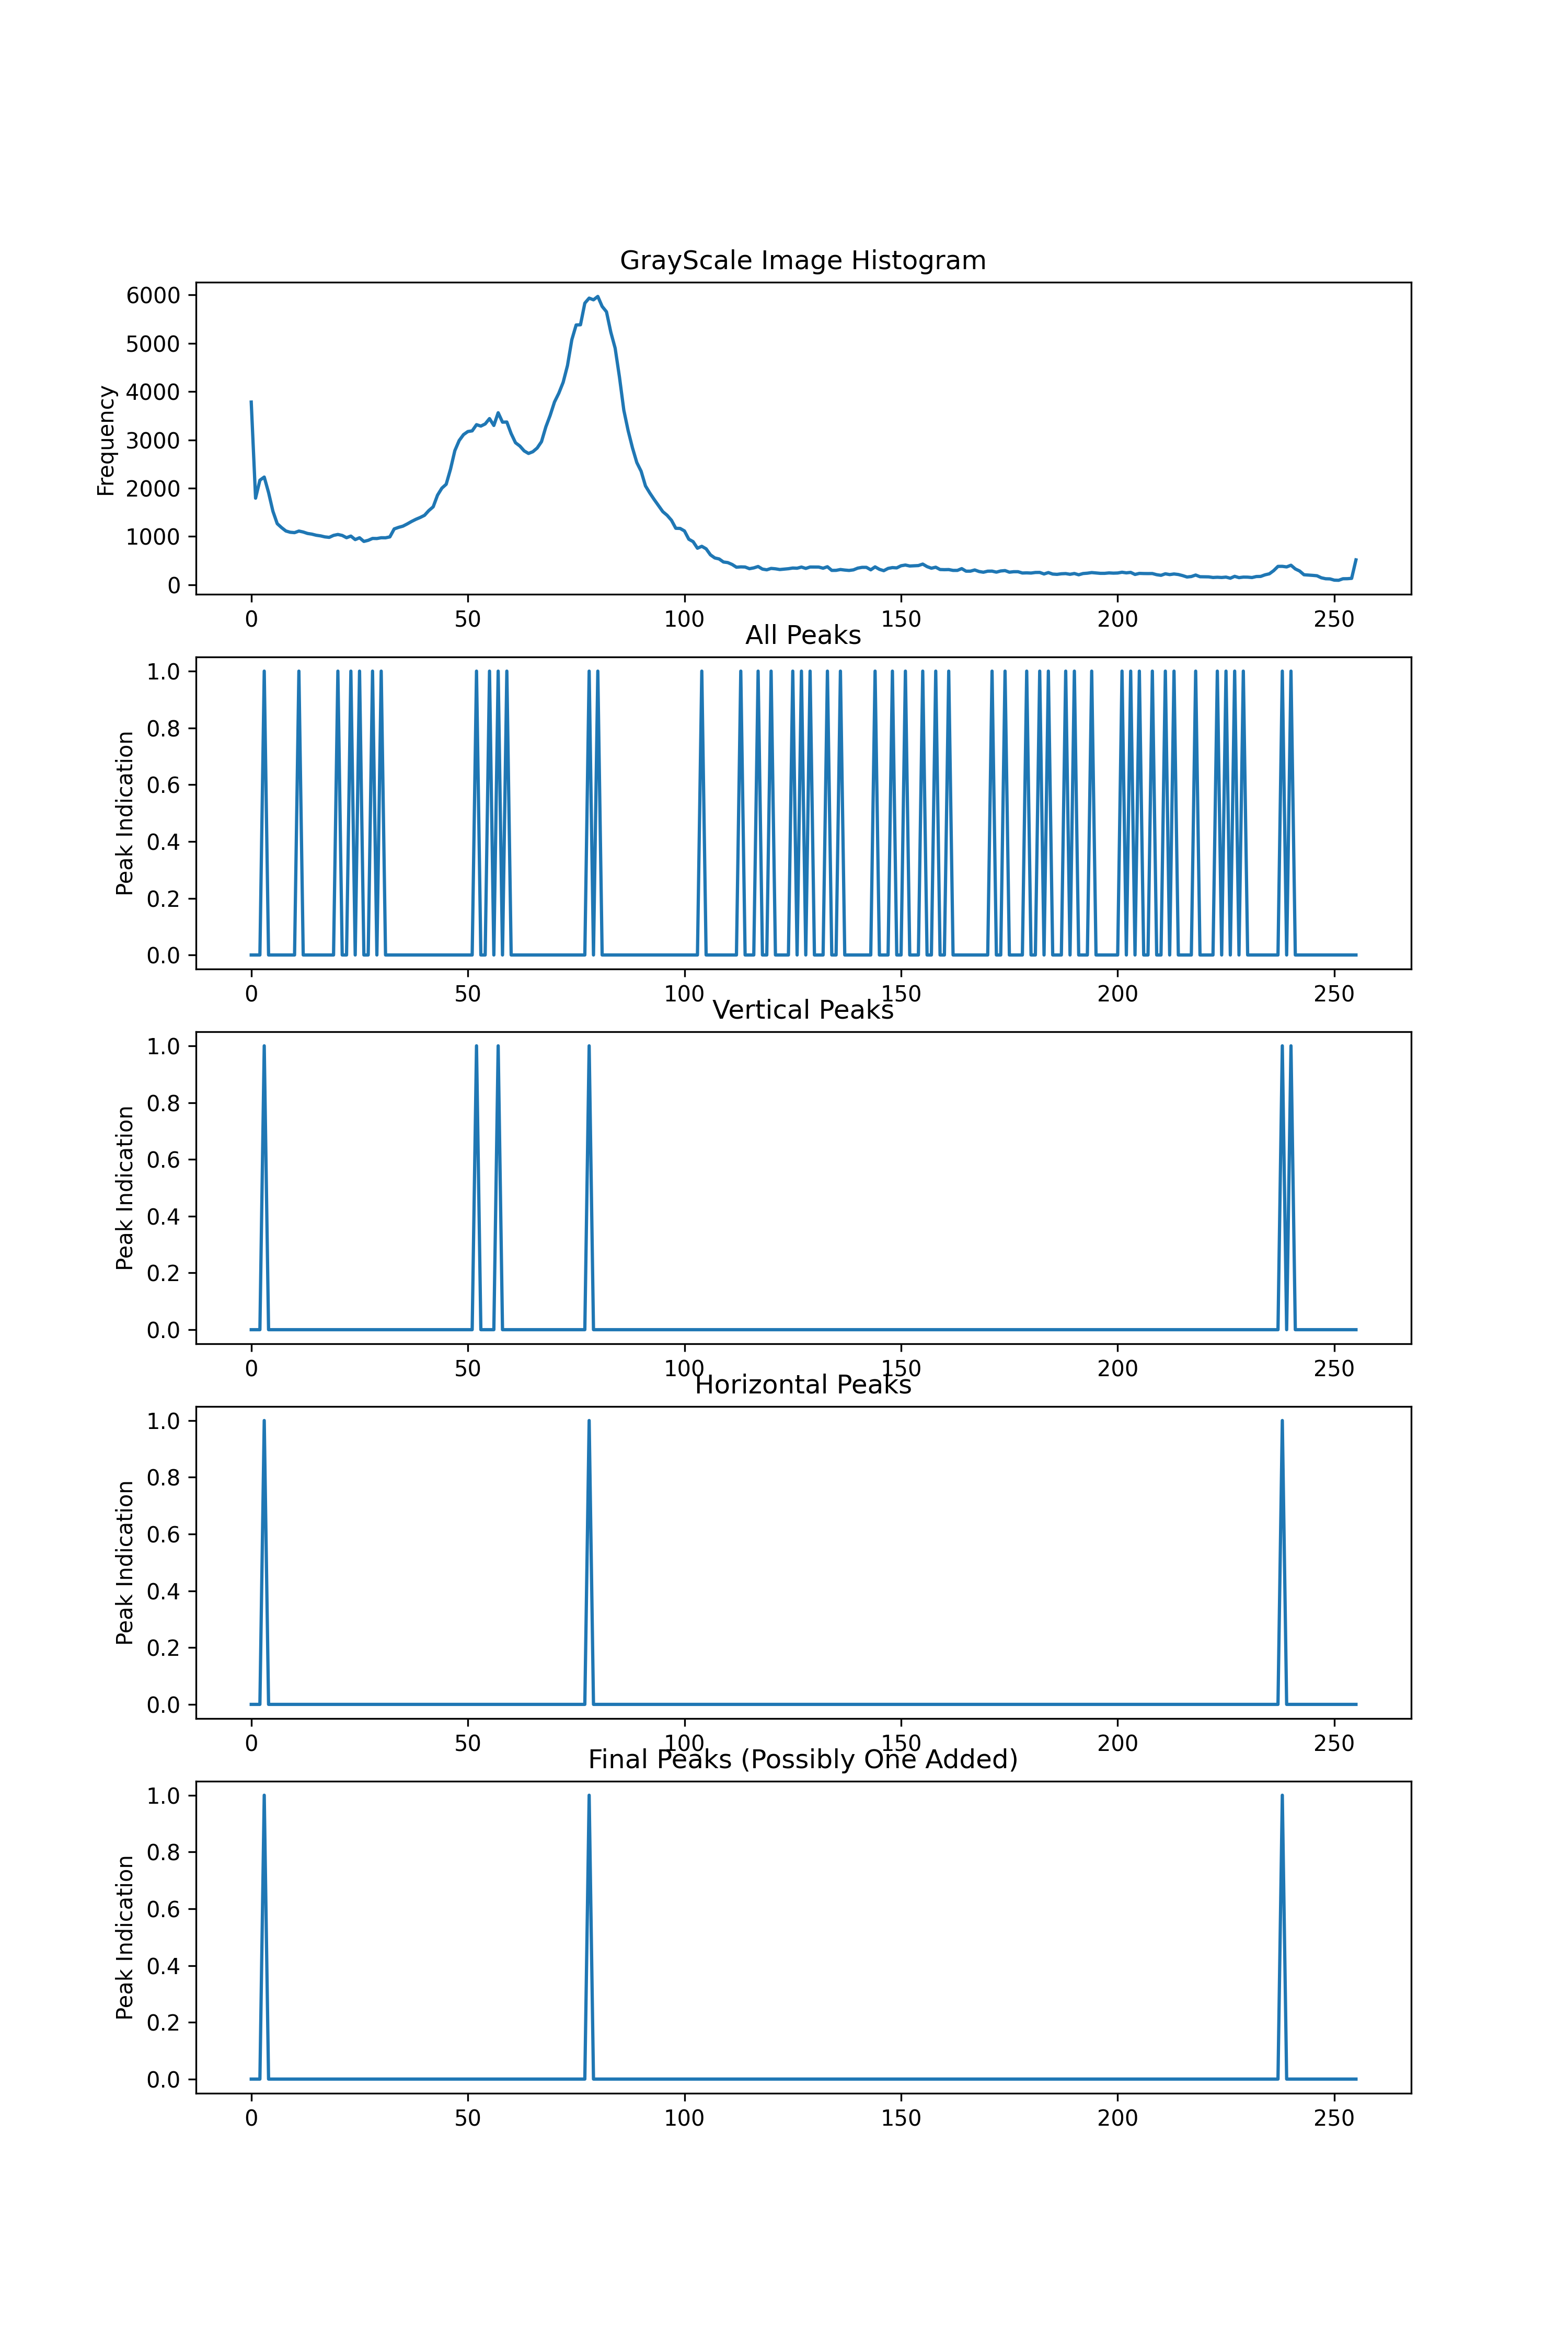 GrayScale Image Histogram
Frequency
6000
5000
4000
3000
2000
1000
0
0 50 100 150 200 250
All Peaks
Peak Indication
1.0
0.8
0.6
0.4
0.2
0.0
0 50 100 150 200 250
Vertical Peaks
Peak Indication
1.0
0.8
0.6
0.4
0.2
0.0
0 50 100 150 200 250
Horizontal Peaks
Peak Indication
1.0
0.8
0.6
0.4
0.2
0.0
0 50 100 150 200 250
Final Peaks (Possibly One Added)
Peak Indication
1.0
0.8
0.6
0.4
0.2
0.0
0 50 100 150 200 250